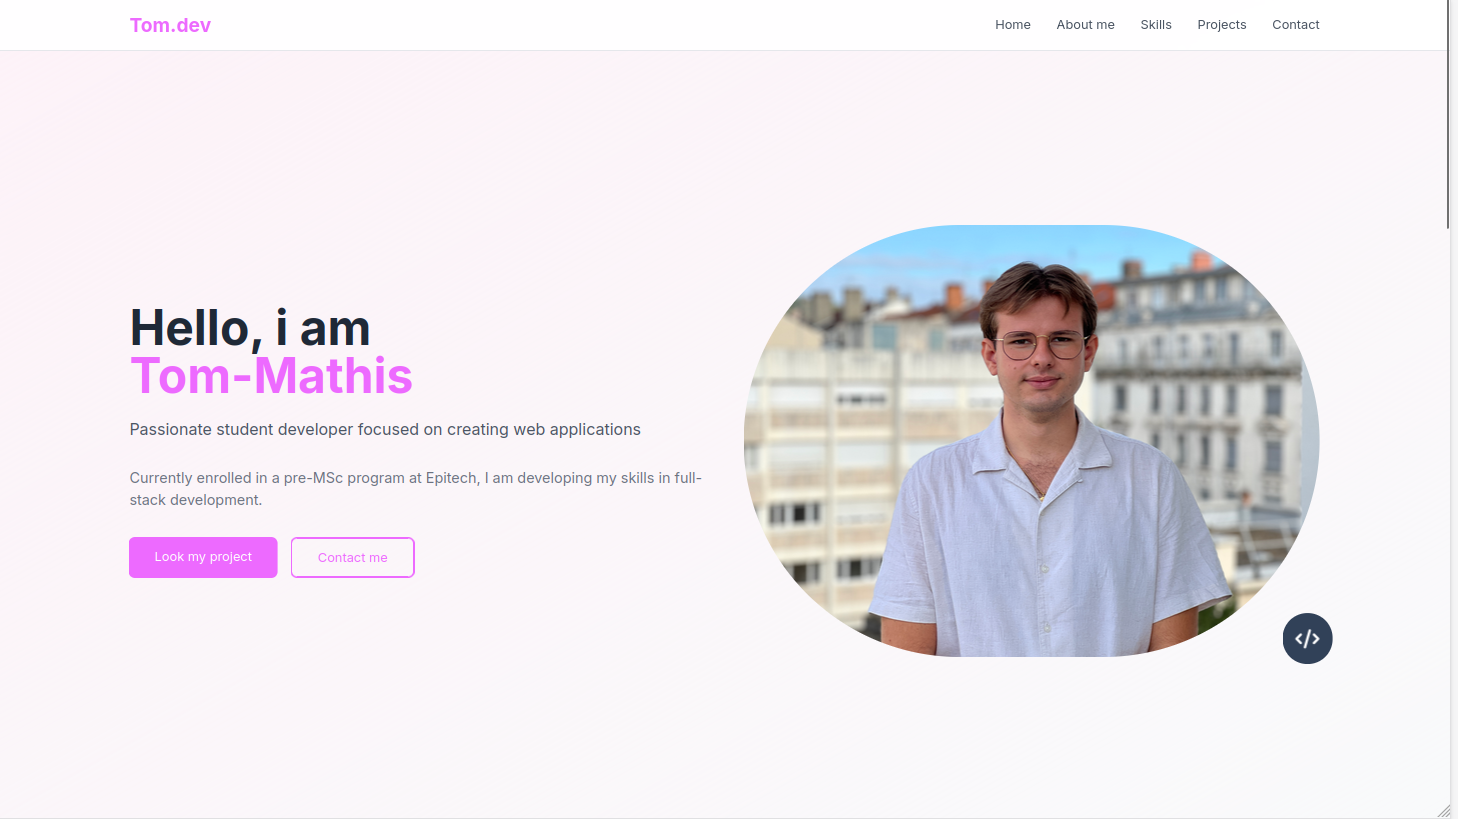 Tom.dev
Home About me Skills Projects Contact
Hello, i am
Tom-Mathis
Passionate student developer focused on creating web applications
Currently enrolled in a pre-MSc program at Epitech, I am developing my skills in full-
stack development.
Look my project
Contact me
</>